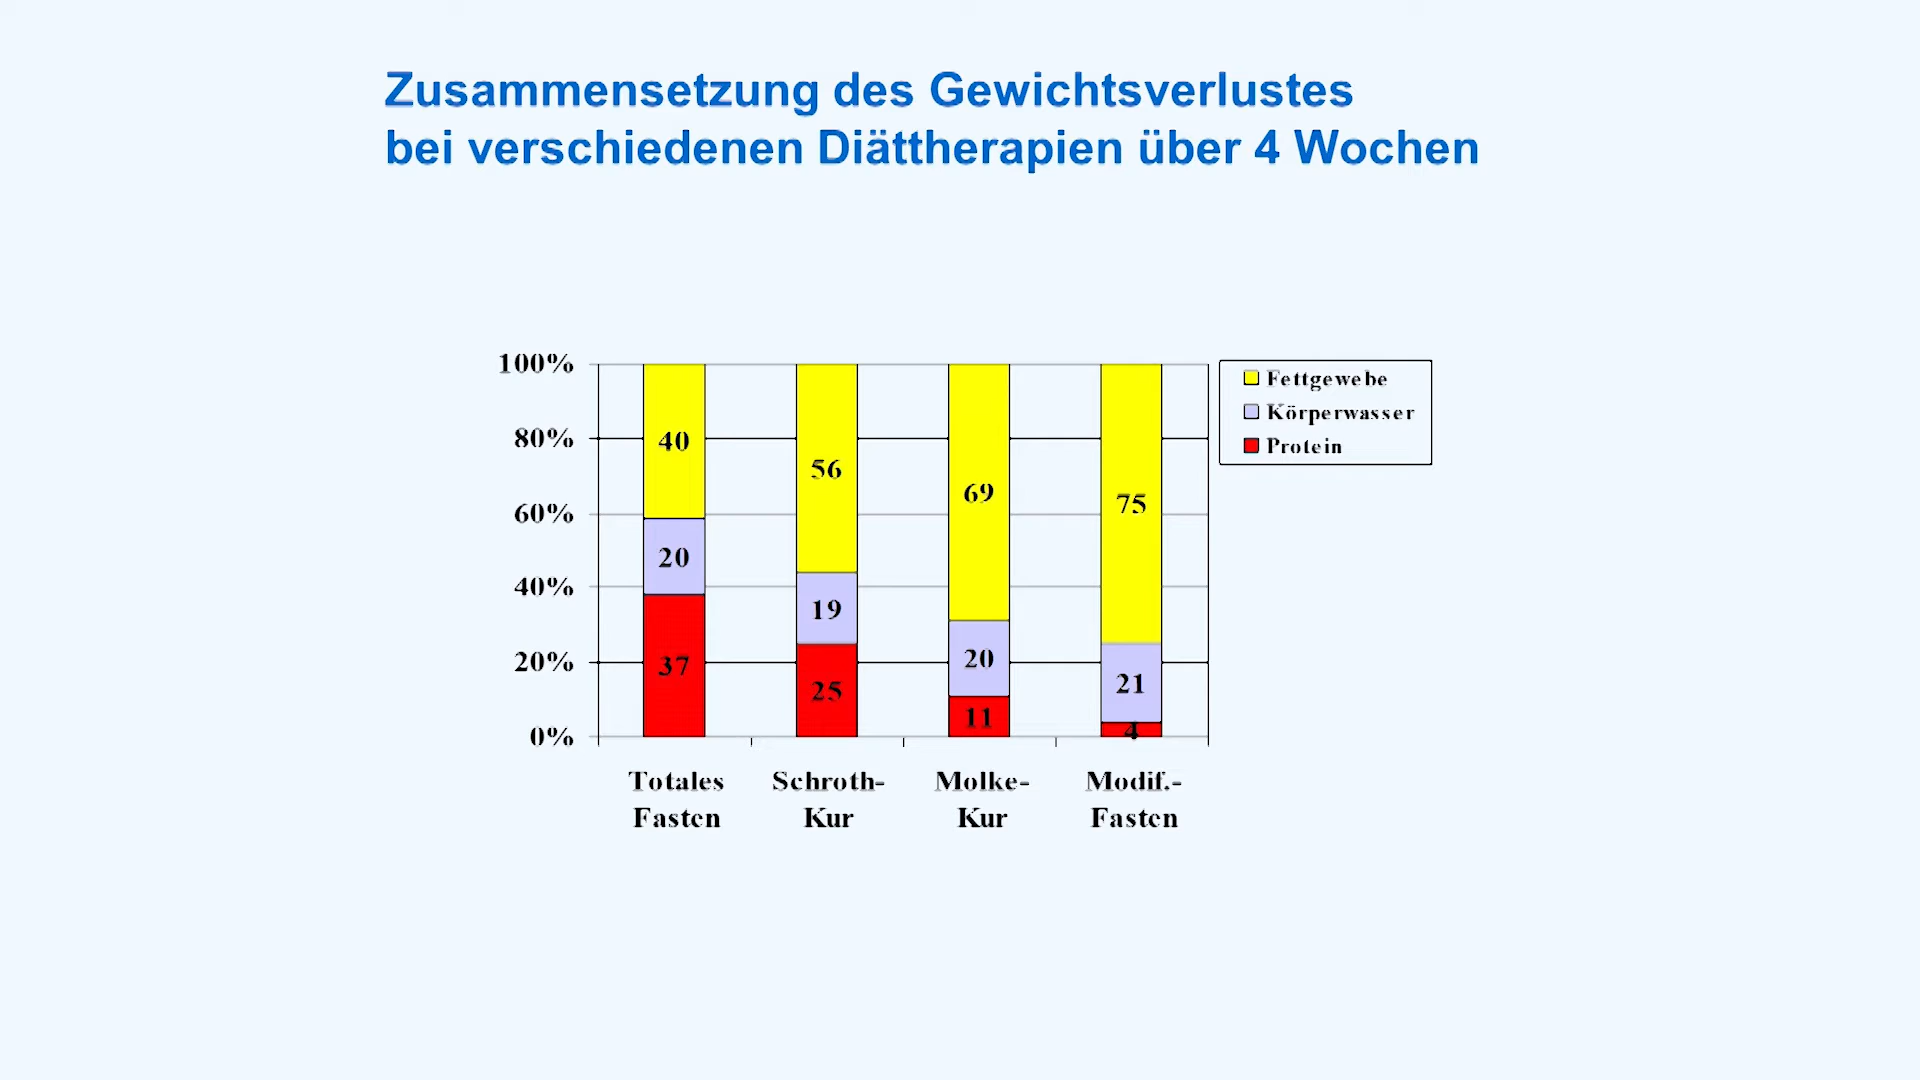 Zusammensetzung des Gewichtsverlustes
bei verschiedenen Diättherapien über 4 Wochen
100%
80%
60%
40%
20%
0%
40
20
37
56
19
25
69
20
11
75
21
4
Totales
Fasten
Schroth-
Kur
Molke-
Kur
Modif.-
Fasten
Fettgewebe
Körperwasser
Protein